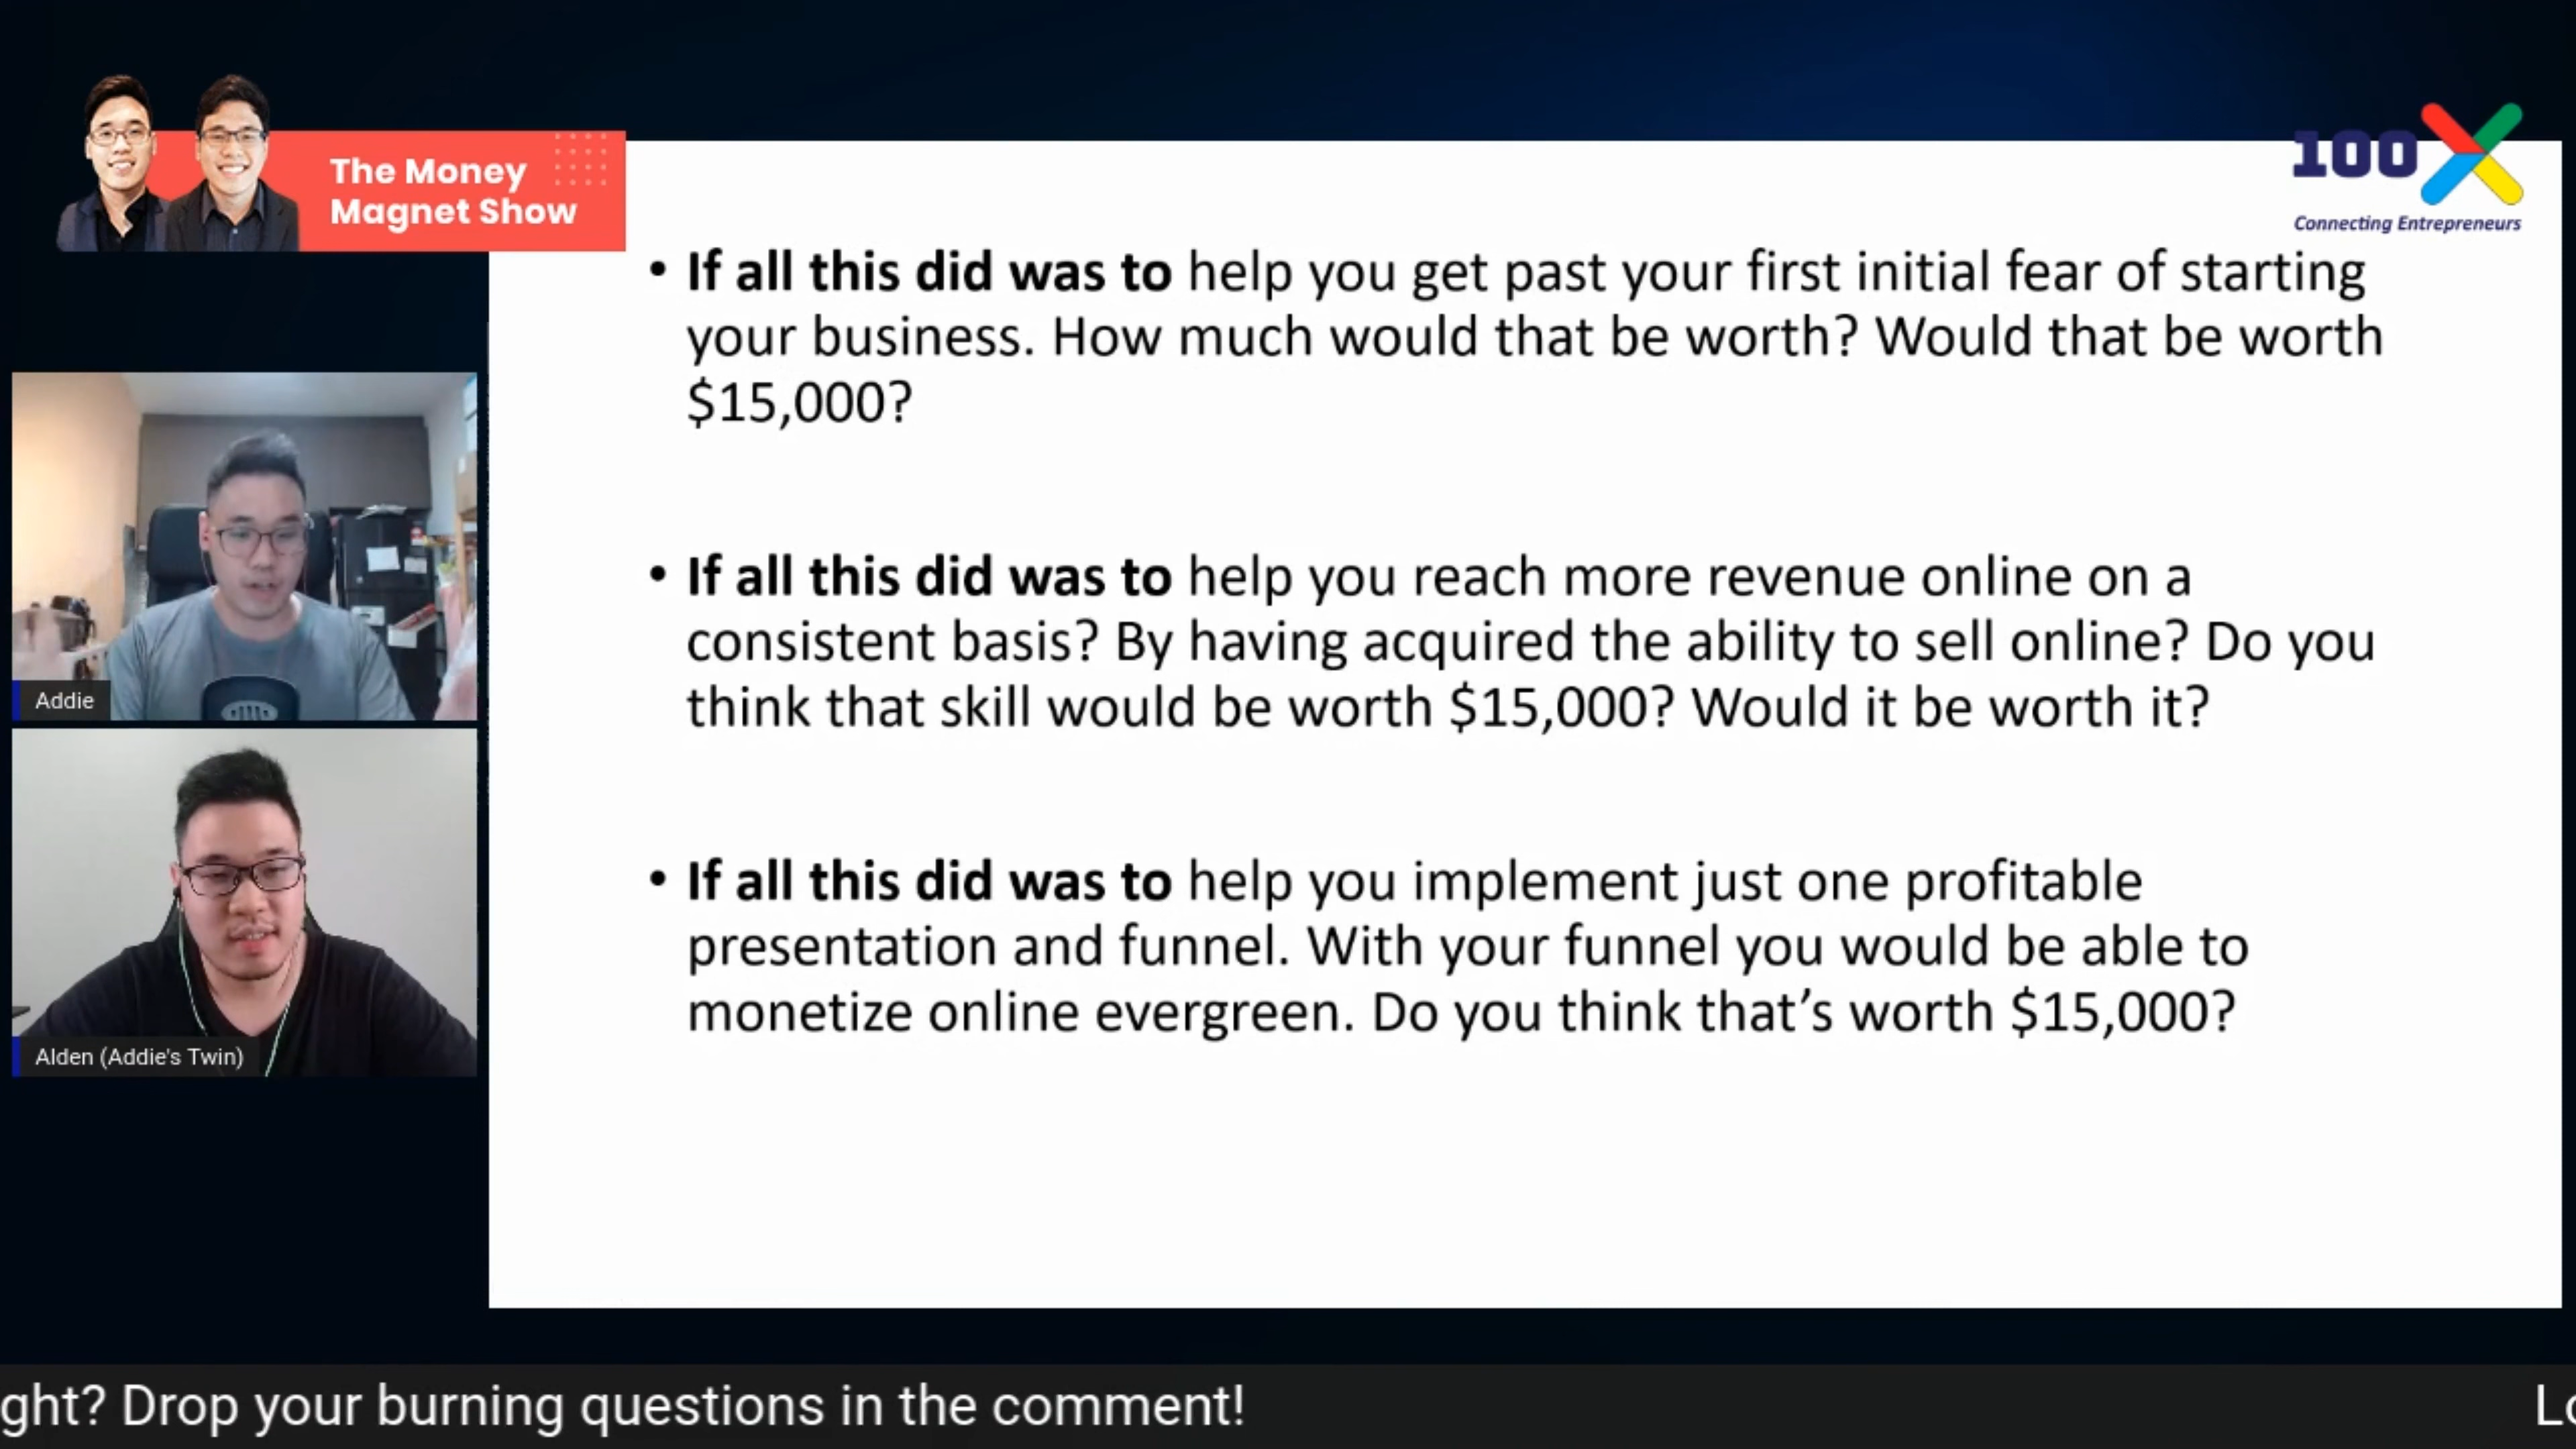 The Money
Magnet Show
100X
Connecting Entrepreneurs
• If all this did was to help you get past your first initial fear of starting
your business. How much would that be worth? Would that be worth
$15,000?
• If all this did was to help you reach more revenue online on a
consistent basis? By having acquired the ability to sell online? Do you
think that skill would be worth $15,000? Would it be worth it?
• If all this did was to help you implement just one profitable
presentation and funnel. With your funnel you would be able to
monetize online evergreen. Do you think that’s worth $15,000?
Addie
Alden (Addie's Twin)
ght? Drop your burning questions in the comment!